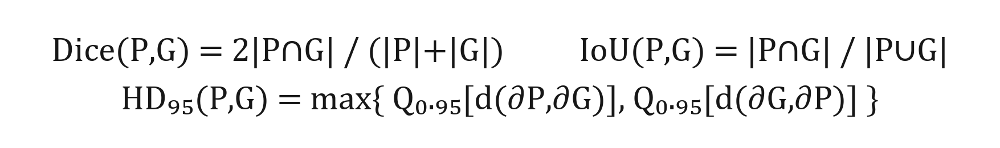 Dice(P,G) = 2|P∩G| / (|P|+|G|) IoU(P,G) = |P∩G| / |P∪G|
HD₉₅(P,G) = max{ Q₀.₉₅[d(∂P,∂G)], Q₀.₉₅[d(∂G,∂P)] }